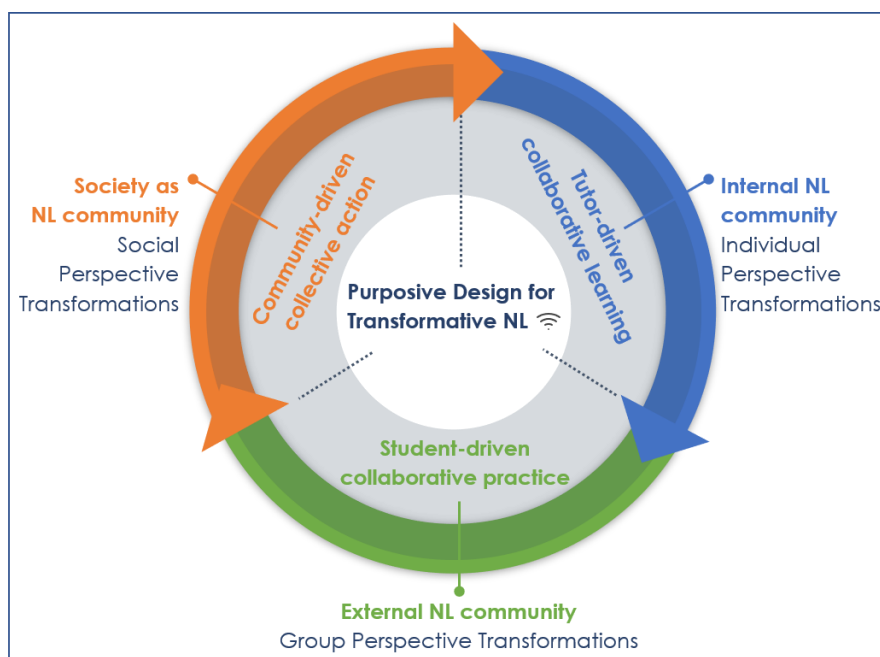 Society as
NL community
Social
Perspective
Transformations
Community-driven
collective action
Tutor-driven
collaborative learning
Internal NL
community
Individual
Perspective
Transformations
Purposive Design for
Transformative NL
Student-driven
collaborative practice
External NL community
Group Perspective Transformations